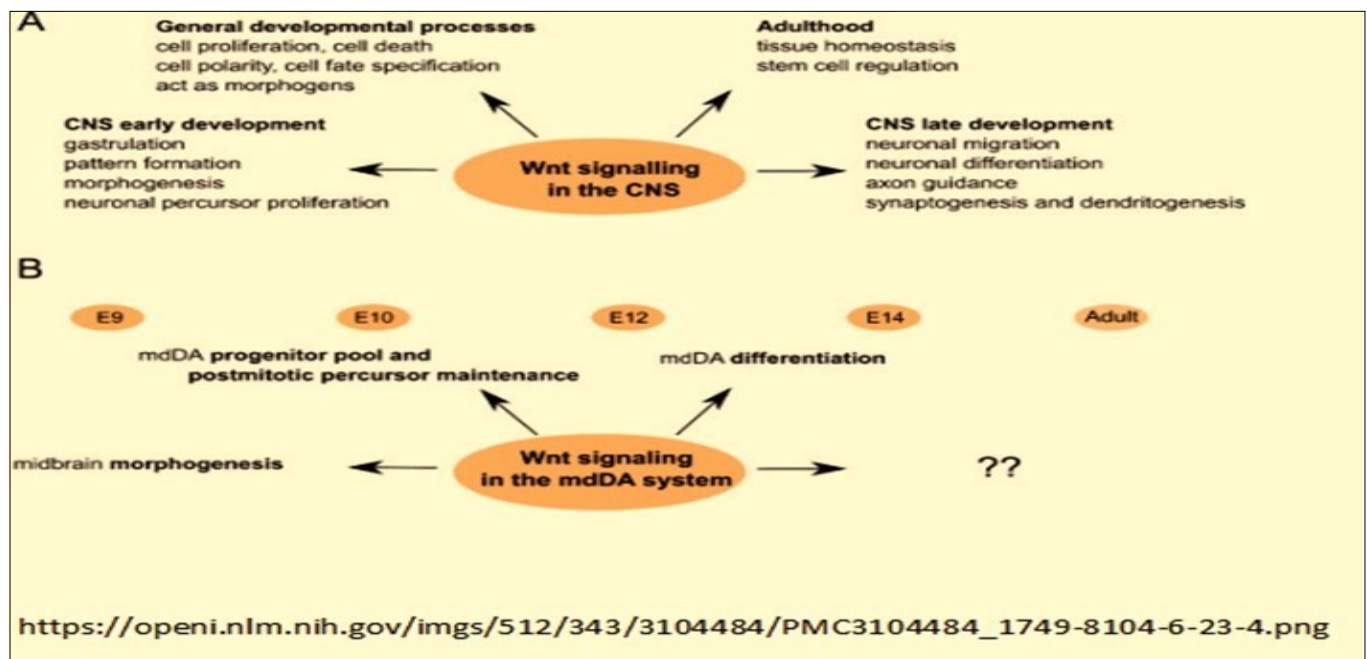 A
General developmental processes
cell proliferation, cell death
cell polarity, cell fate specification
act as morphogens
Adulthood
tissue homeostasis
stem cell regulation
CNS early development
gastrulation
pattern formation
morphogenesis
neuronal percursor proliferation
Wnt signalling
in the CNS
CNS late development
neuronal migration
neuronal differentiation
axon guidance
synaptogenesis and dendritogenesis
B
E9 E10 E12 E14 Adult
mdDA progenitor pool and
postmitotic percursor maintenance
mdDA differentiation
midbrain morphogenesis
Wnt signaling
in the mdDA system
??
https://openi.nlm.nih.gov/imgs/512/343/3104484/PMC3104484_1749-8104-6-23-4.png